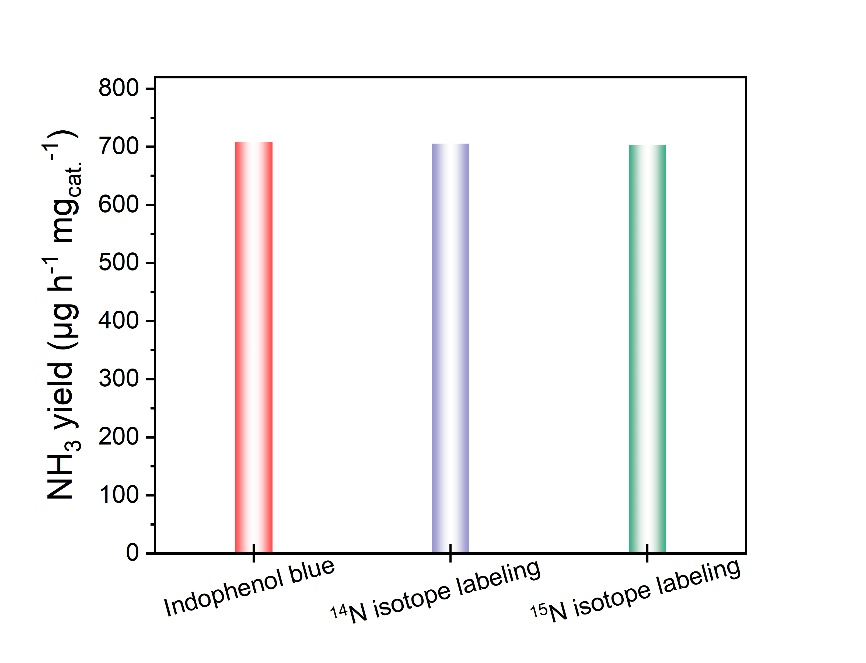 800
700
600
500
400
300
200
100
0
NH₃ yield (μg h⁻¹ mg_cat.⁻¹)
Indophenol blue
¹⁴N isotope labeling
¹⁵N isotope labeling